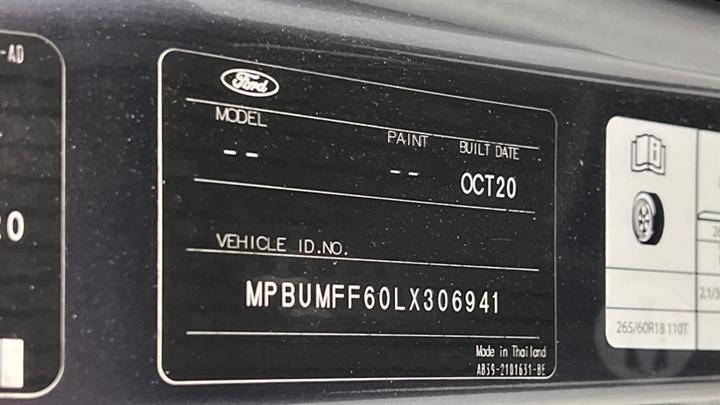 -AD
20
Ford
MODEL PAINT BUILT DATE
-- -- OCT20
VEHICLE ID.NO.
MPBUMFF60LX306941
Made in Thailand
AB39-2101631-BE
265/60R18 110T